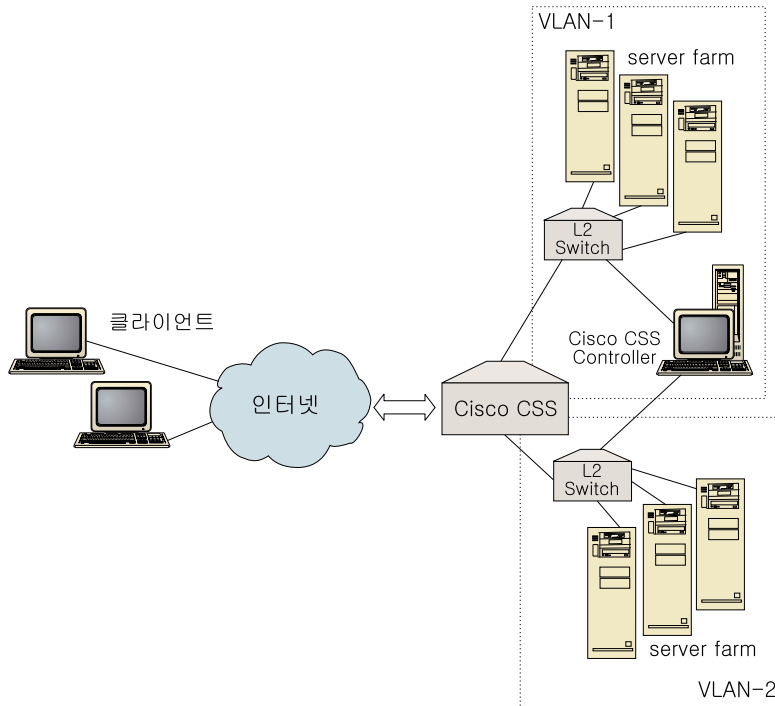 VLAN-1
server farm
L2
Switch
클라이언트
Cisco CSS
Controller
인터넷
Cisco CSS
L2
Switch
server farm
VLAN-2